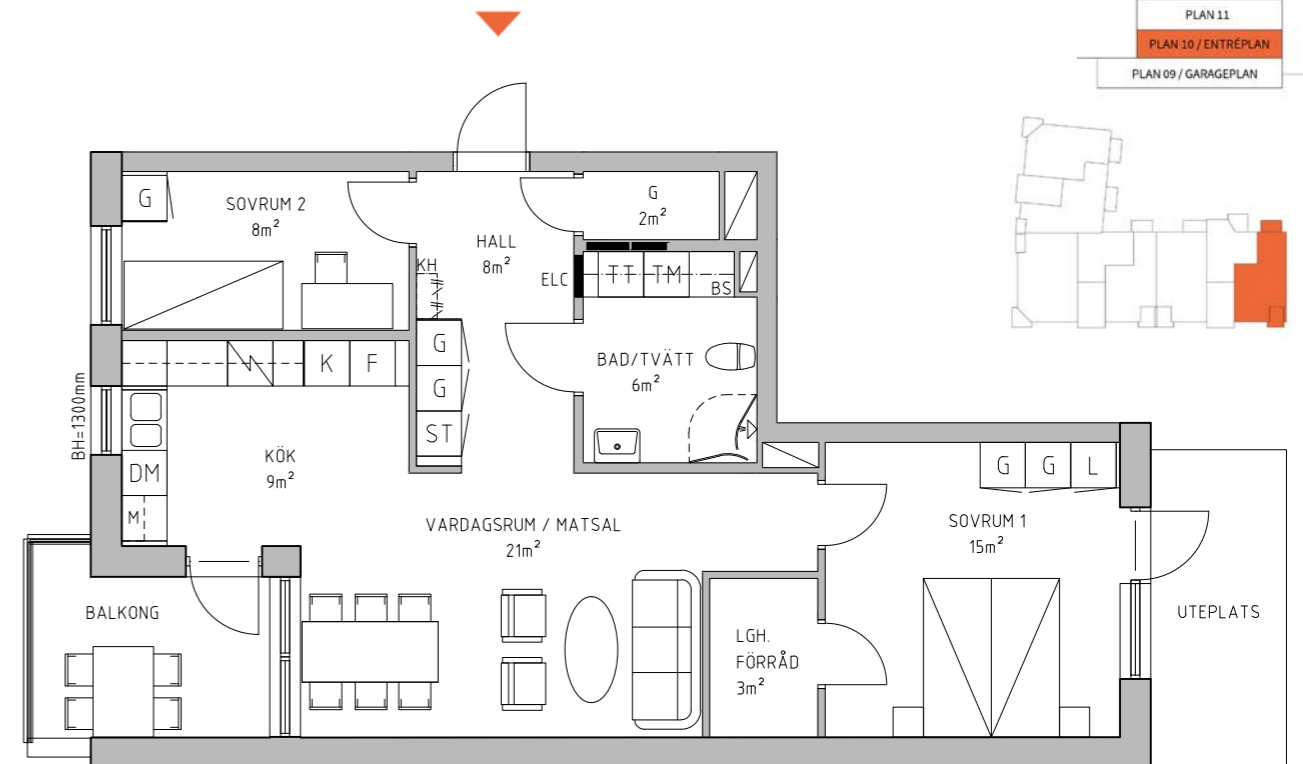 PLAN 11
PLAN 10 / ENTRÉPLAN
PLAN 09 / GARAGEPLAN
G
SOVRUM 2
8m²
G
2m²
HALL
8m²
KH
ELC
TT
TM
BS
G
G
ST
K
F
BAD/TVÄTT
6m²
BH=1300mm
DM
M
KÖK
9m²
VARDAGSRUM / MATSAL
21m²
G
G
L
SOVRUM 1
15m²
BALKONG
LGH.
FÖRRÅD
3m²
UTEPLATS